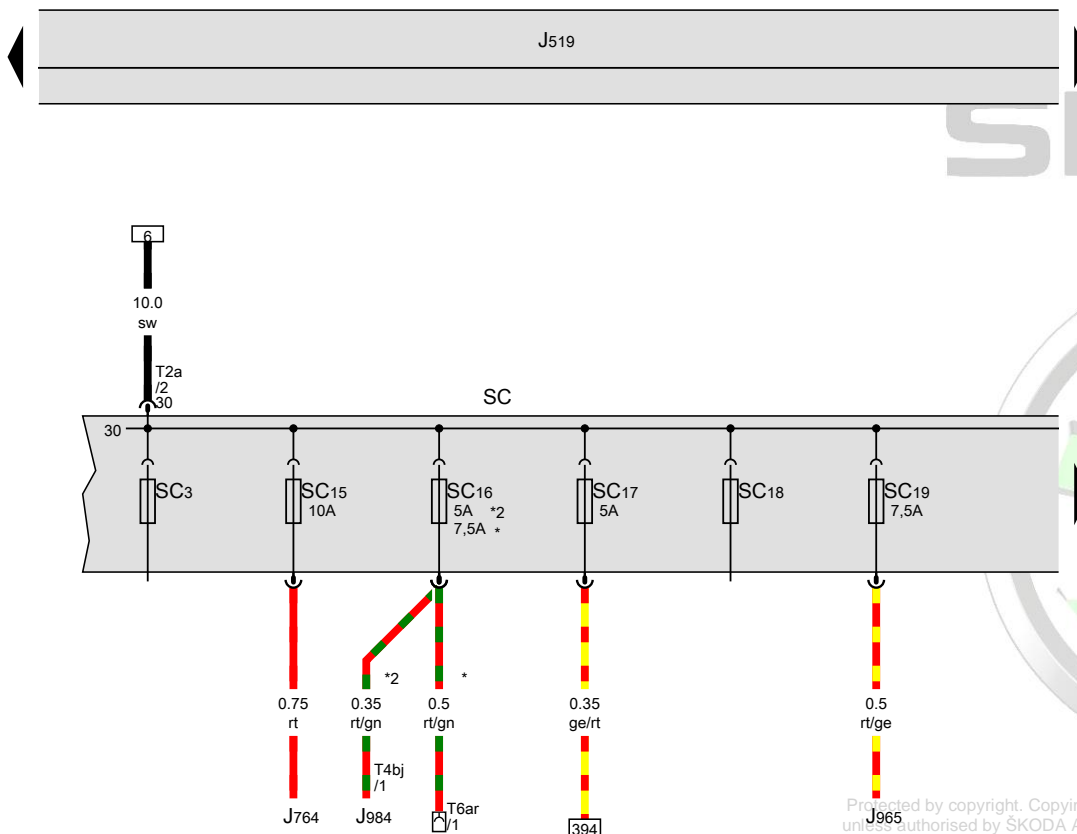 J519
6
10.0
sw
T2a
/2
30
SC
30
SC3
SC15
10A
SC16
5A *2
7,5A *
SC17
5A
SC18
SC19
7,5A
*2
*
0.75
rt
0.35
rt/gn
0.5
rt/gn
0.35
ge/rt
0.5
rt/ge
T4bj
/1
T6ar
/1
J764
J984
394
J965
Protected by copyright. Copyin
unless authorised by ŠKODA A